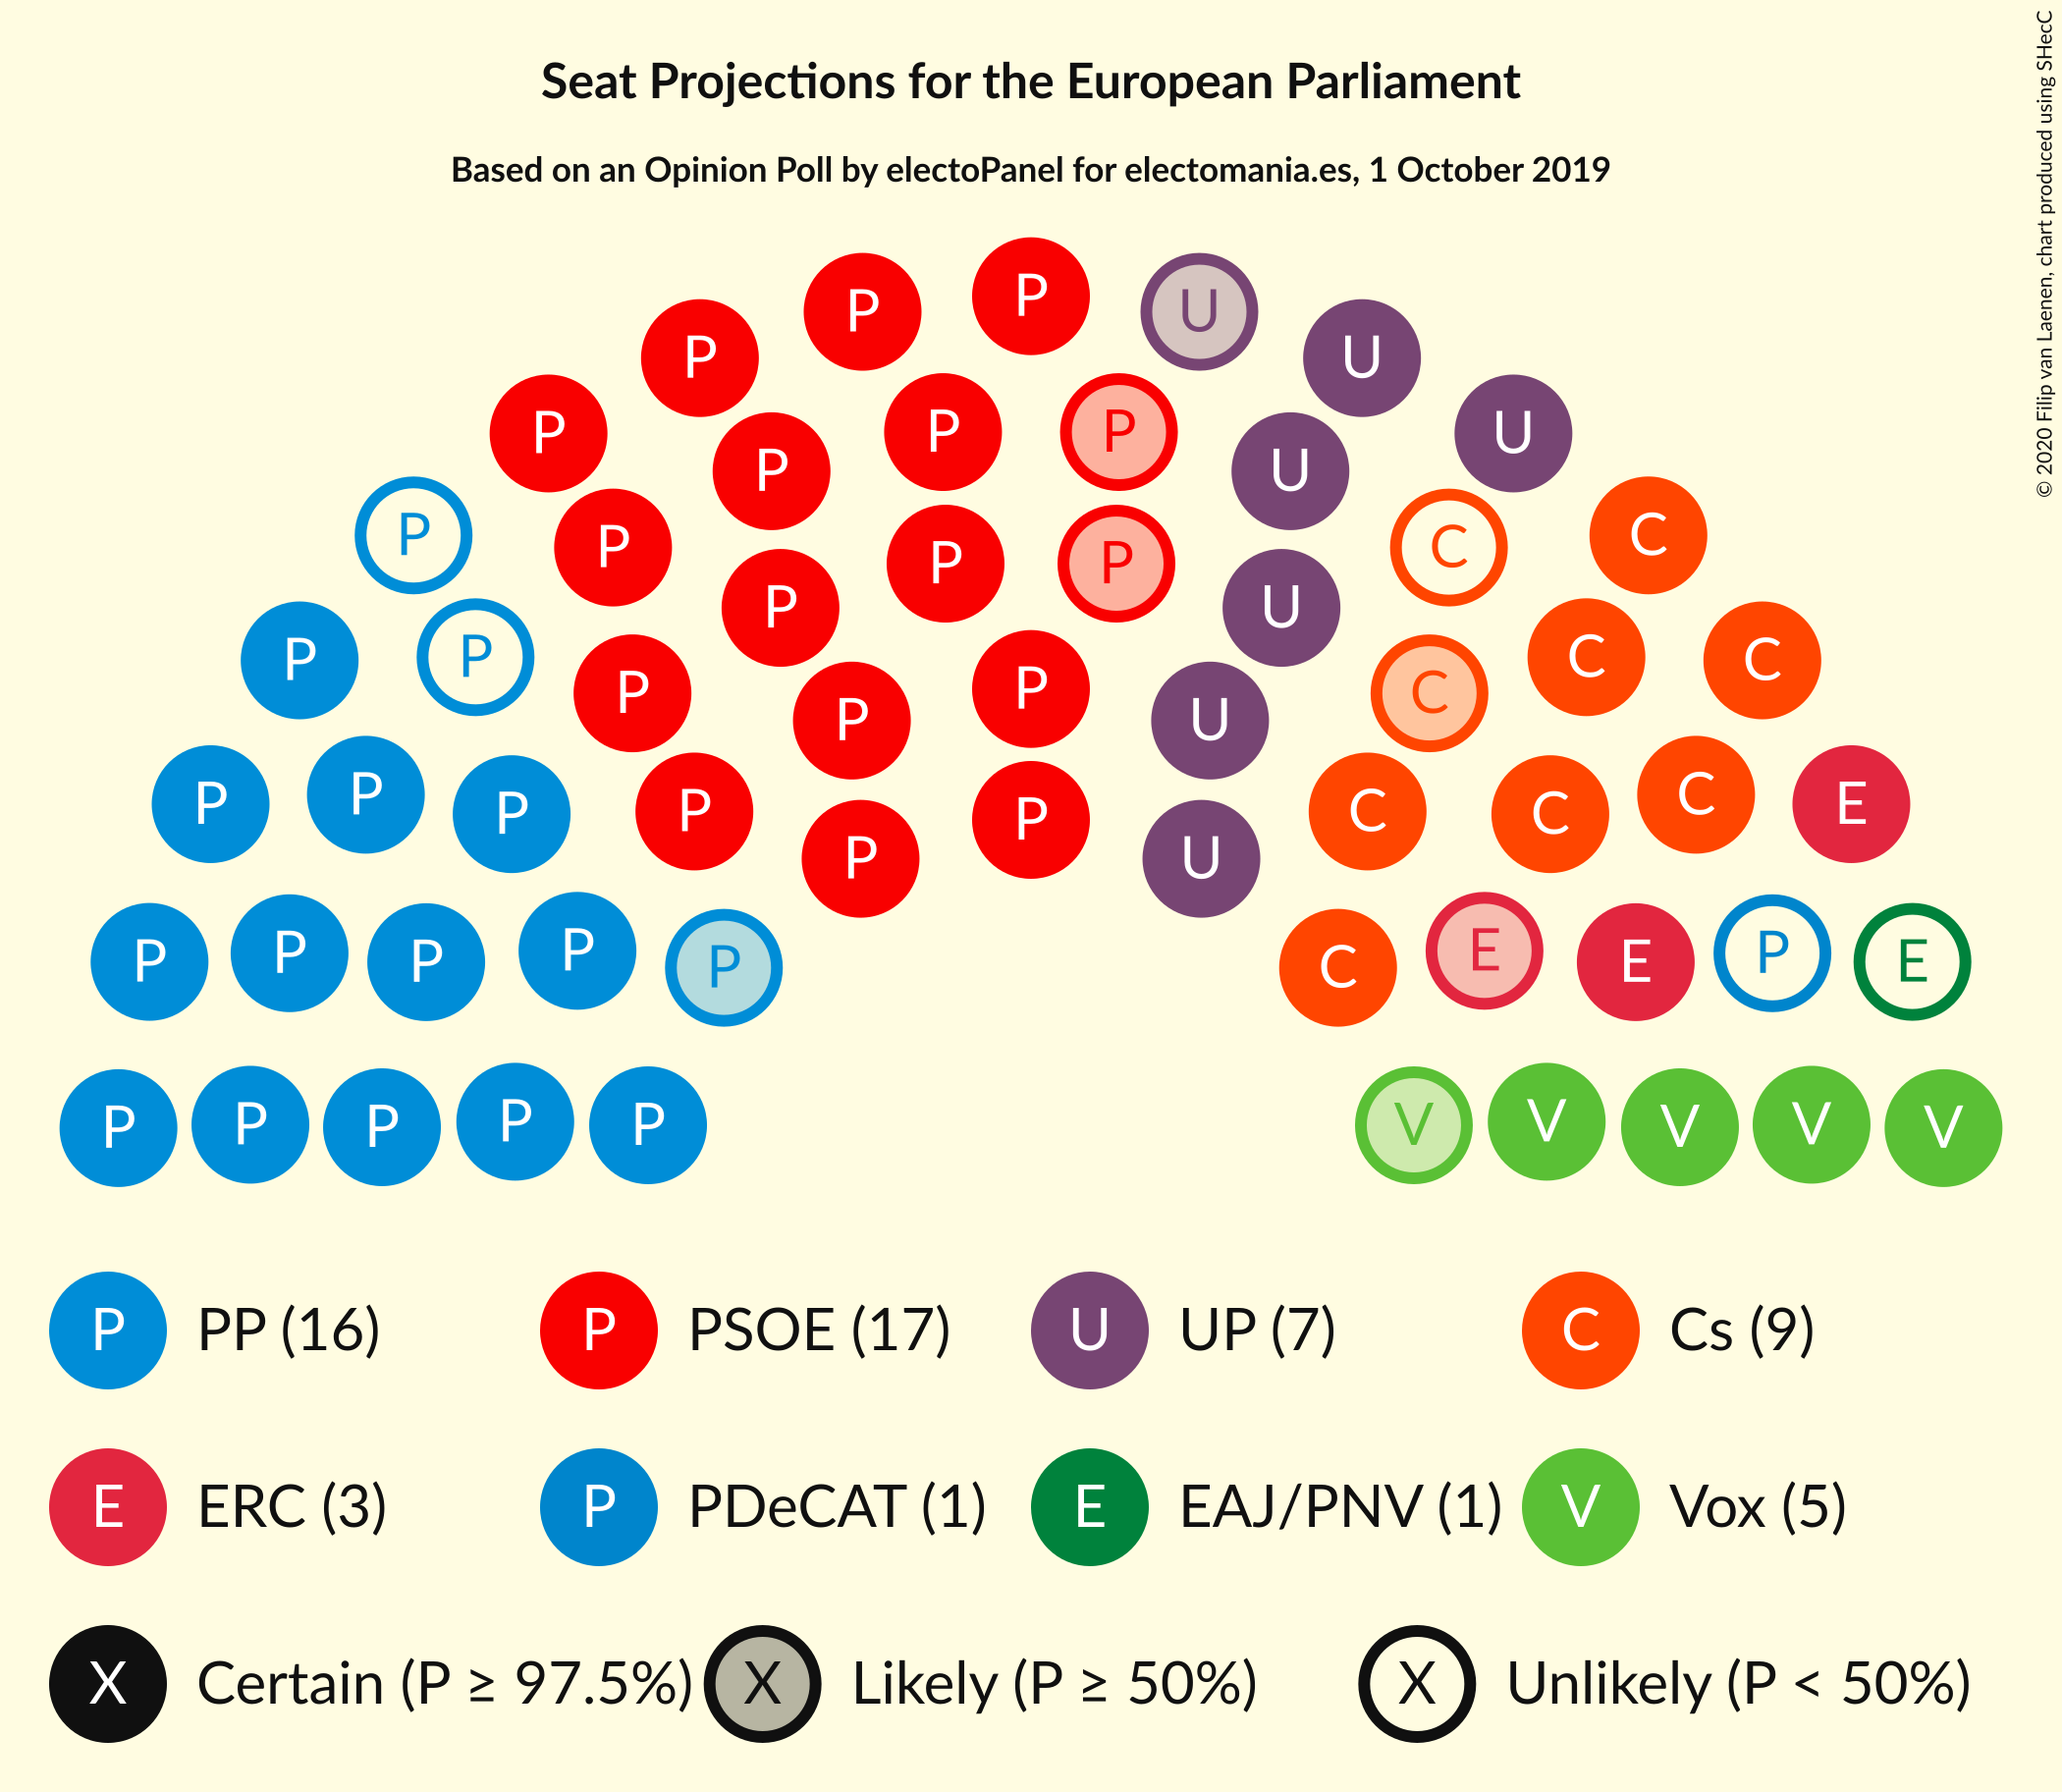 Seat Projections for the European Parliament
Based on an Opinion Poll by electoPanel for electomania.es, 1 October 2019
© 2020 Filip van Laenen, chart produced using SHecC
P
P P U
P U
P P P
P U U
P C
P P P P
P C
P U
P P C C
P P C
P P U
P P C
P P P C C E
P P U
P P P P P C E E P E
P P P P P V V V V V
P PP (16) P PSOE (17) U UP (7) C Cs (9)
E ERC (3) P PDeCAT (1) E EAJ/PNV (1) V Vox (5)
X Certain (P ≥ 97.5%) X Likely (P ≥ 50%) X Unlikely (P < 50%)